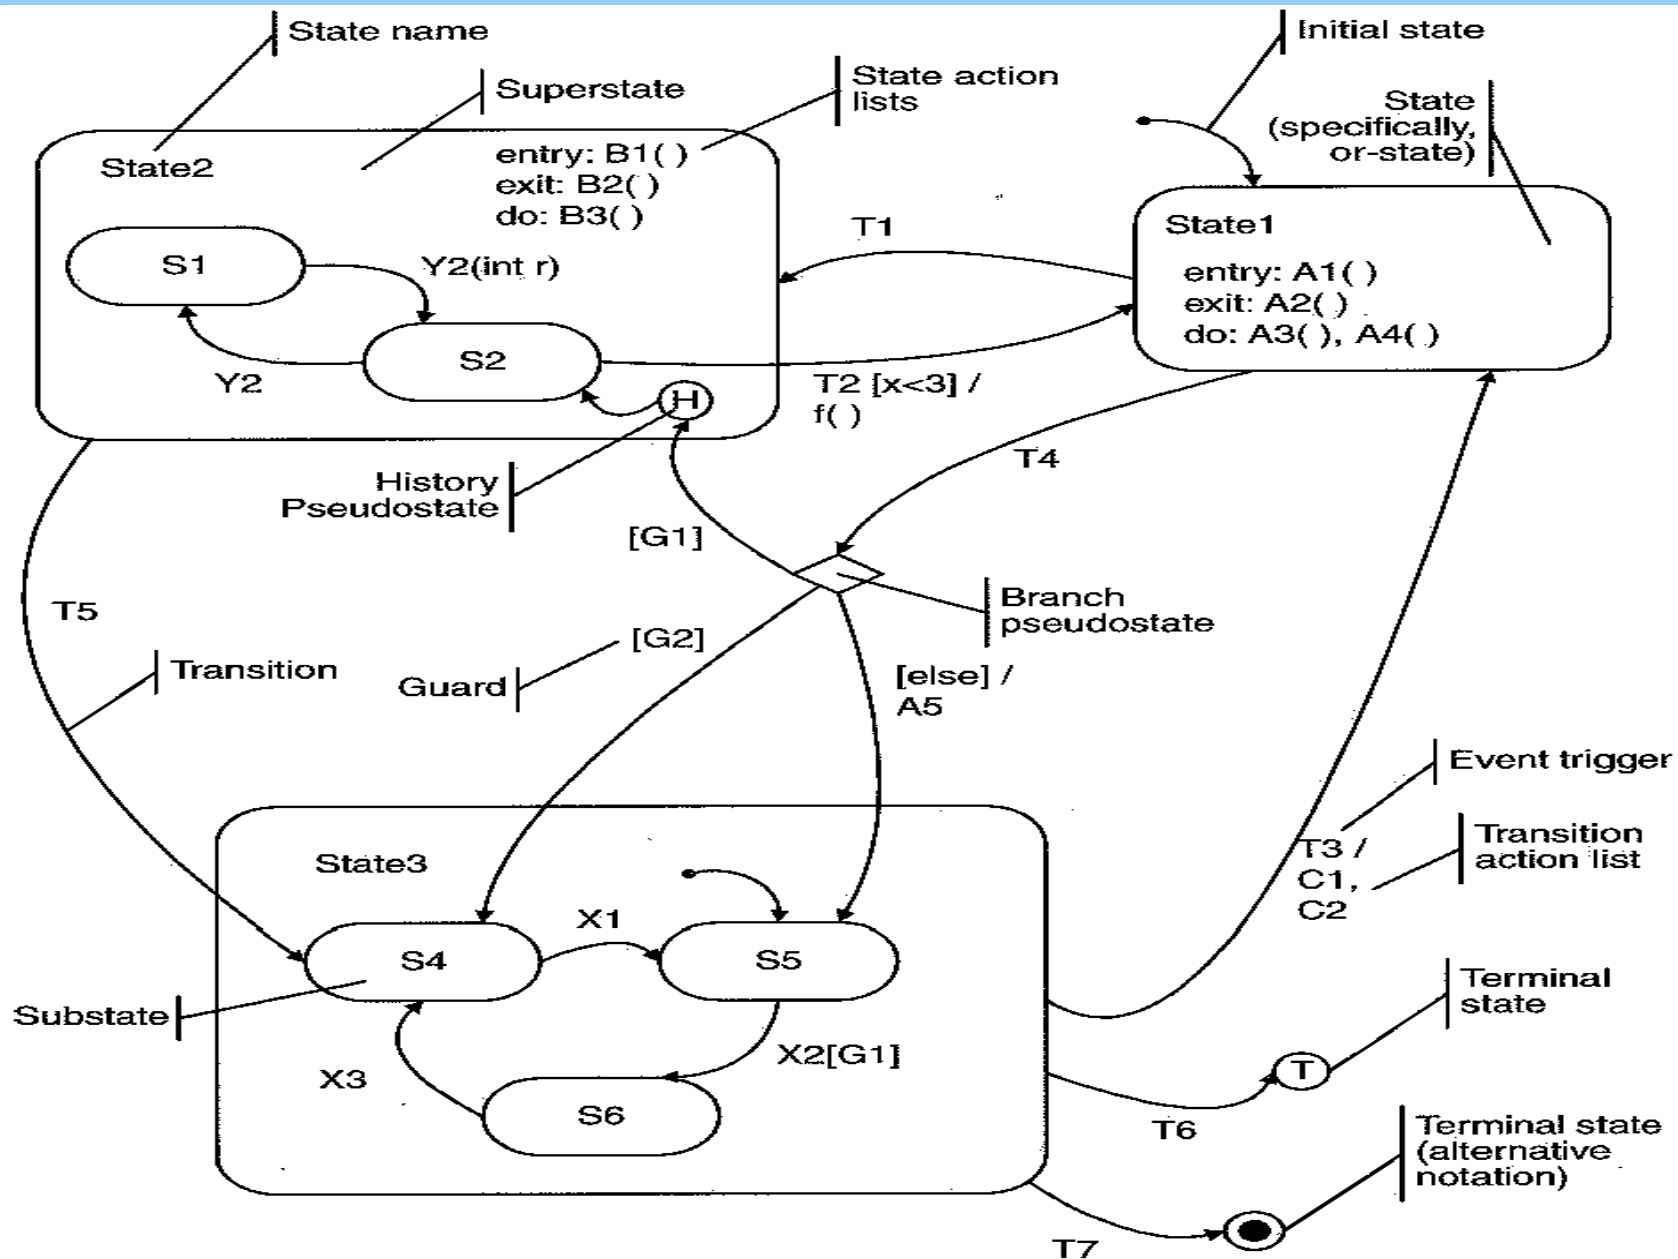 State name
Initial state
Superstate
State action
lists
State
(specifically,
or-state)
State2
entry: B1( )
exit: B2( )
do: B3( )
S1
Y2(int r)
T1
State1
entry: A1( )
exit: A2( )
do: A3( ), A4( )
S2
Y2
H
T2 [x<3] /
f( )
History
Pseudostate
T4
[G1]
Branch
pseudostate
T5
[G2]
Transition
Guard
[else] /
A5
Event trigger
T3 /
C1,
C2
Transition
action list
State3
X1
S4
S5
Substate
X2[G1]
X3
S6
Terminal
state
T
T6
Terminal state
(alternative
notation)
T7